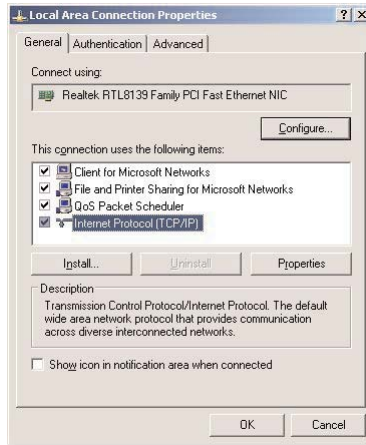 Local Area Connection Properties
General Authentication Advanced
Connect using:
Realtek RTL8139 Family PCI Fast Ethernet NIC
Configure...
This connection uses the following items:
Client for Microsoft Networks
File and Printer Sharing for Microsoft Networks
QoS Packet Scheduler
Internet Protocol (TCP/IP)
Install... Uninstall Properties
Description
Transmission Control Protocol/Internet Protocol. The default
wide area network protocol that provides communication
across diverse interconnected networks.
Show icon in notification area when connected
OK Cancel